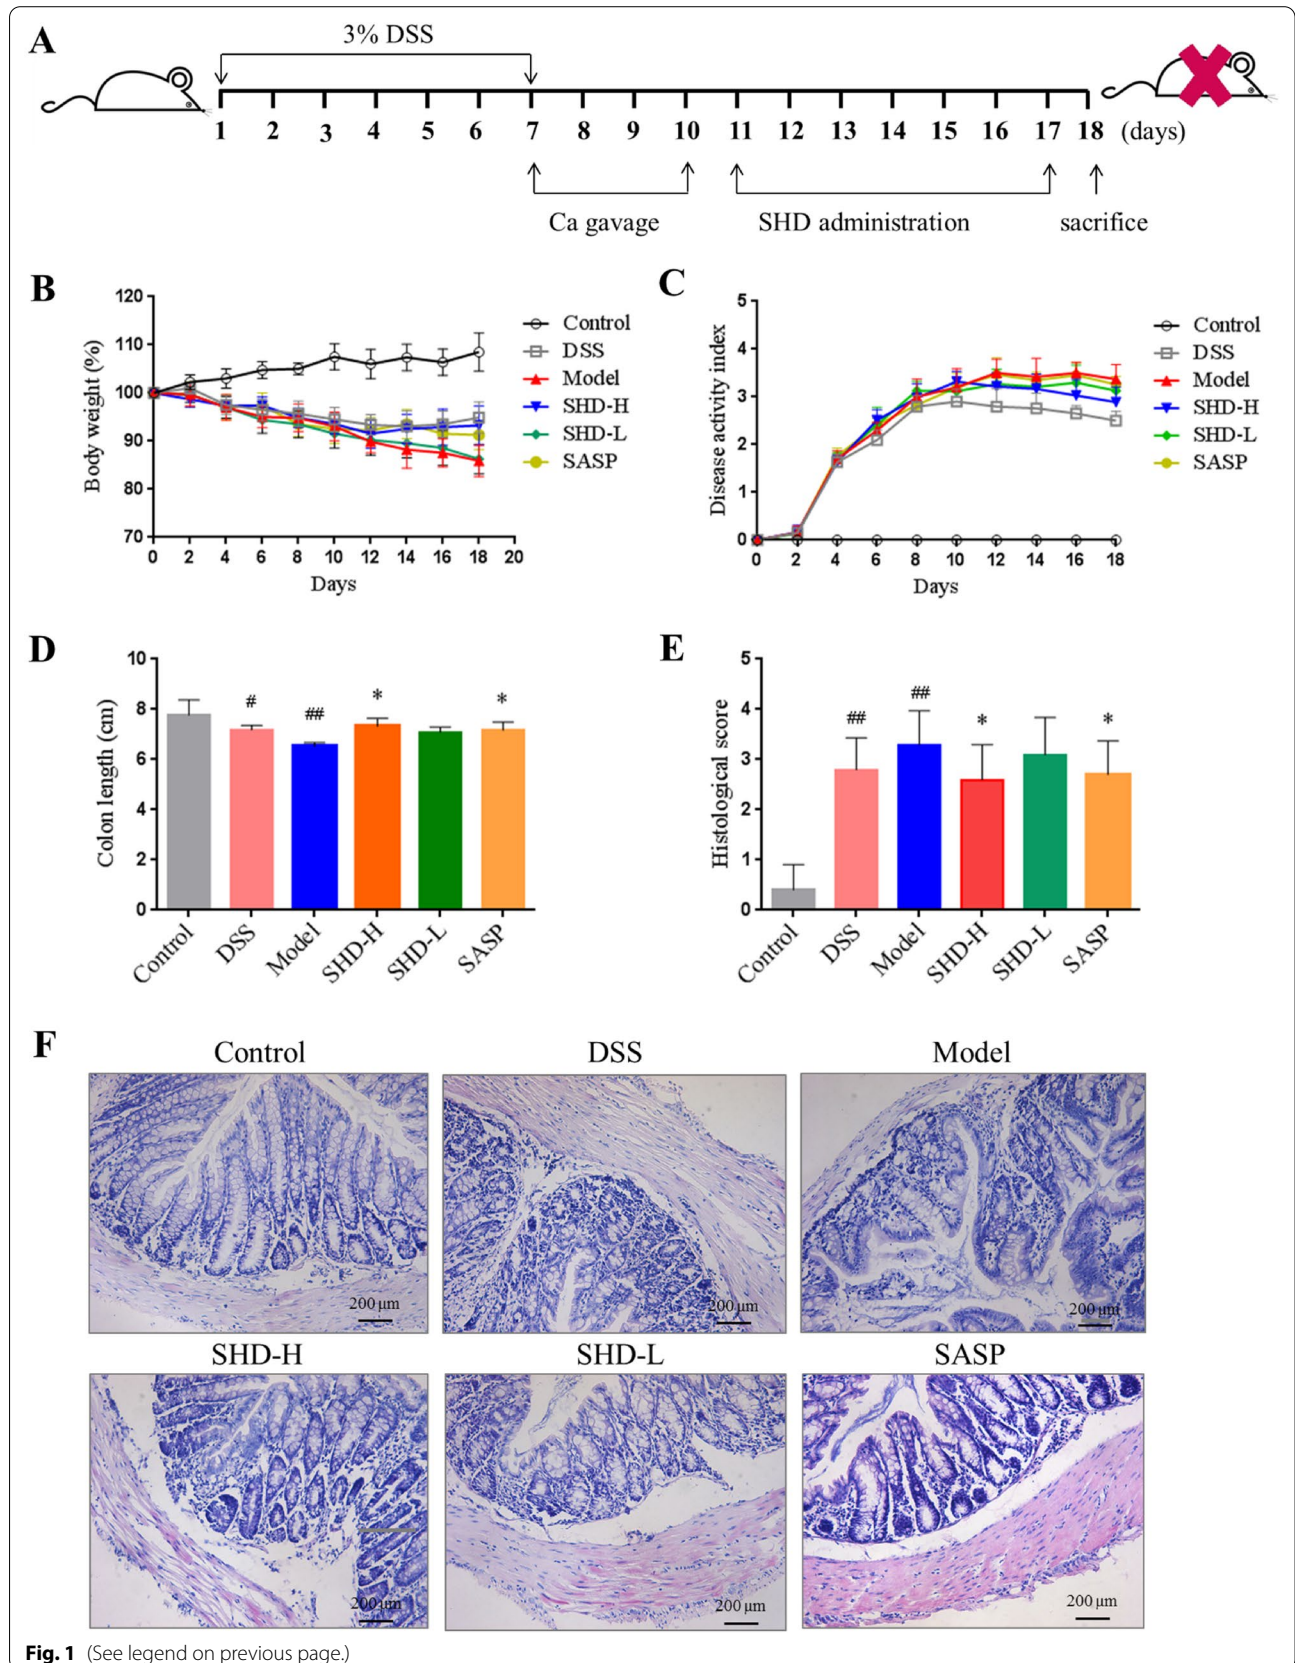 A
3% DSS
1 2 3 4 5 6 7 8 9 10 11 12 13 14 15 16 17 18 (days)
Ca gavage SHD administration sacrifice
B
Body weight (%)
120
110
100
90
80
70
0 2 4 6 8 10 12 14 16 18 20
Days
Control
DSS
Model
SHD-H
SHD-L
SASP
C
Disease activity index
5
4
3
2
1
0
0 2 4 6 8 10 12 14 16 18
Days
Control
DSS
Model
SHD-H
SHD-L
SASP
D
Colon length (cm)
10
8
6
4
2
0
# ## * *
Control DSS Model SHD-H SHD-L SASP
E
Histological score
5
4
3
2
1
0
## ## * *
Control DSS Model SHD-H SHD-L SASP
F
Control DSS Model
200 μm 200 μm 200 μm
SHD-H SHD-L SASP
200 μm 200 μm 200 μm
Fig. 1 (See legend on previous page.)